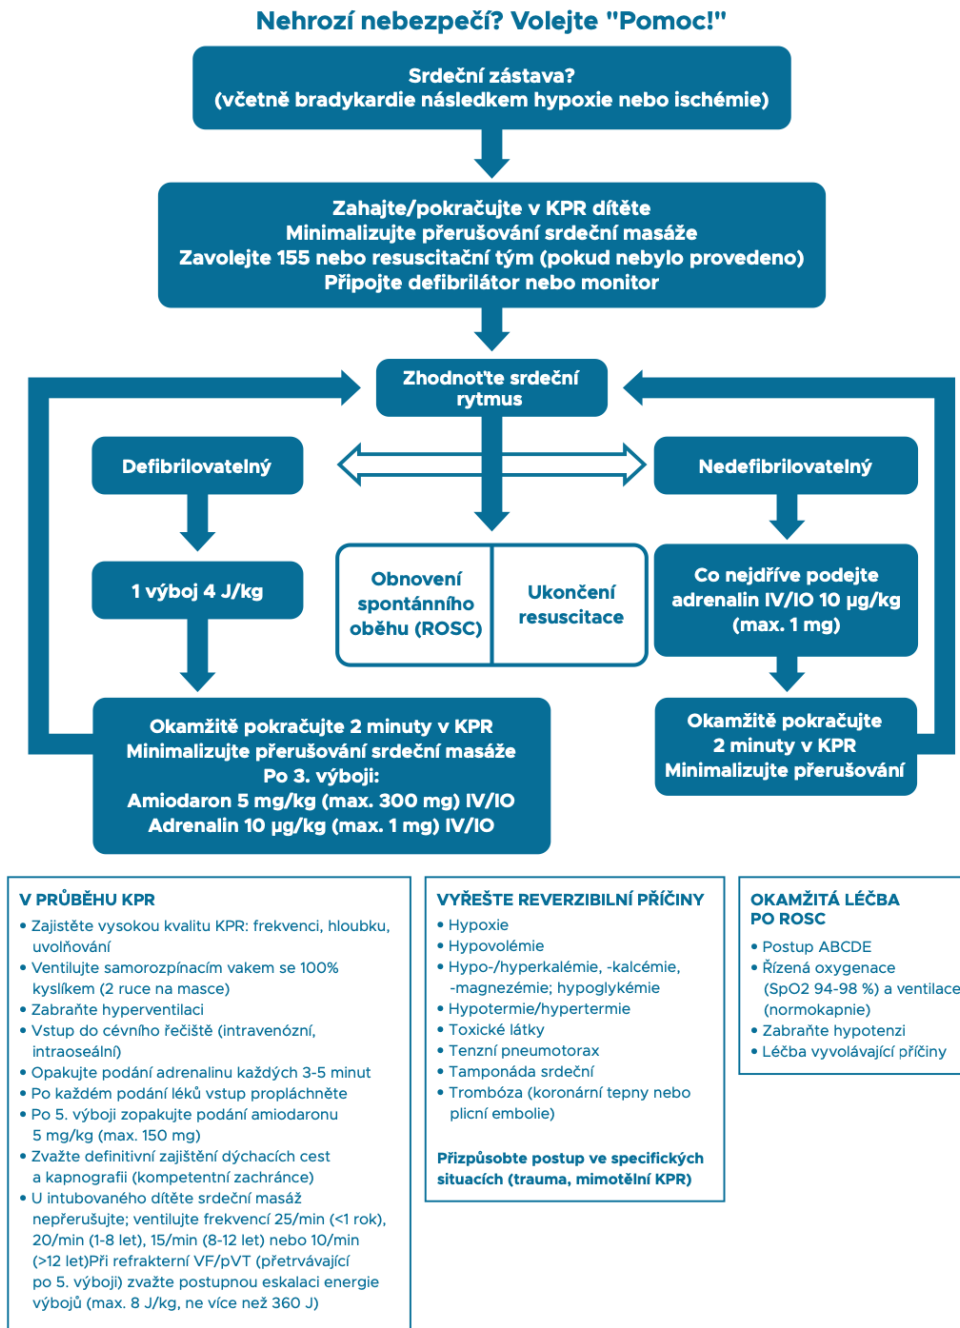 Nehrozí nebezpečí? Volejte "Pomoc!"
Srdeční zástava?
(včetně bradykardie následkem hypoxie nebo ischémie)
Zahajte/pokračujte v KPR dítěte
Minimalizujte přerušování srdeční masáže
Zavolejte 155 nebo resuscitační tým (pokud nebylo provedeno)
Připojte defibrilátor nebo monitor
Zhodnoťte srdeční
rytmus
Defibrilovatelný
Nedefibrilovatelný
1 výboj 4 J/kg
Obnovení
spontánního
oběhu (ROSC)
Ukončení
resuscitace
Co nejdříve podejte
adrenalin IV/IO 10 µg/kg
(max. 1 mg)
Okamžitě pokračujte 2 minuty v KPR
Minimalizujte přerušování srdeční masáže
Po 3. výboji:
Amiodaron 5 mg/kg (max. 300 mg) IV/IO
Adrenalin 10 µg/kg (max. 1 mg) IV/IO
Okamžitě pokračujte
2 minuty v KPR
Minimalizujte přerušování
V PRŮBĚHU KPR
• Zajistěte vysokou kvalitu KPR: frekvenci, hloubku,
uvolňování
• Ventilujte samorozpínacím vakem se 100%
kyslíkem (2 ruce na masce)
• Zabraňte hyperventilaci
• Vstup do cévního řečiště (intravenózní,
intraoseální)
• Opakujte podání adrenalinu každých 3-5 minut
• Po každém podání léků vstup propláchněte
• Po 5. výboji zopakujte podání amiodaronu
5 mg/kg (max. 150 mg)
• Zvažte definitivní zajištění dýchacích cest
a kapnografii (kompetentní zachránce)
• U intubovaného dítěte srdeční masáž
nepřerušujte; ventilujte frekvencí 25/min (<1 rok),
20/min (1-8 let), 15/min (8-12 let) nebo 10/min
(>12 let)Při refrakterní VF/pVT (přetrvávající
po 5. výboji) zvažte postupnou eskalaci energie
výbojů (max. 8 J/kg, ne více než 360 J)
VYŘEŠTE REVERZIBILNÍ PŘÍČINY
• Hypoxie
• Hypovolémie
• Hypo-/hyperkalémie, -kalcémie,
-magnezémie; hypoglykémie
• Hypotermie/hypertermie
• Toxické látky
• Tenzní pneumotorax
• Tamponáda srdeční
• Trombóza (koronární tepny nebo
plicní embolie)
Přizpůsobte postup ve specifických
situacích (trauma, mimotělní KPR)
OKAMŽITÁ LÉČBA
PO ROSC
• Postup ABCDE
• Řízená oxygenace
(SpO2 94-98 %) a ventilace
(normokapnie)
• Zabraňte hypotenzi
• Léčba vyvolávající příčiny